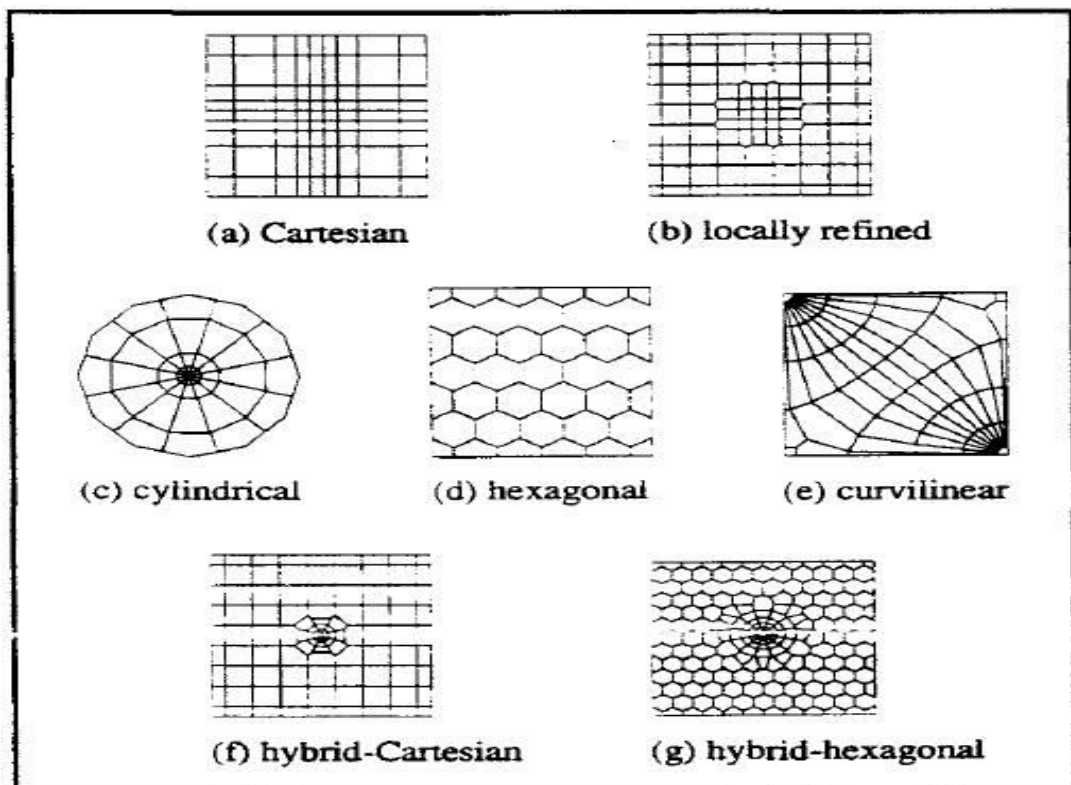 (a) Cartesian
(b) locally refined
(c) cylindrical
(d) hexagonal
(e) curvilinear
(f) hybrid-Cartesian
(g) hybrid-hexagonal